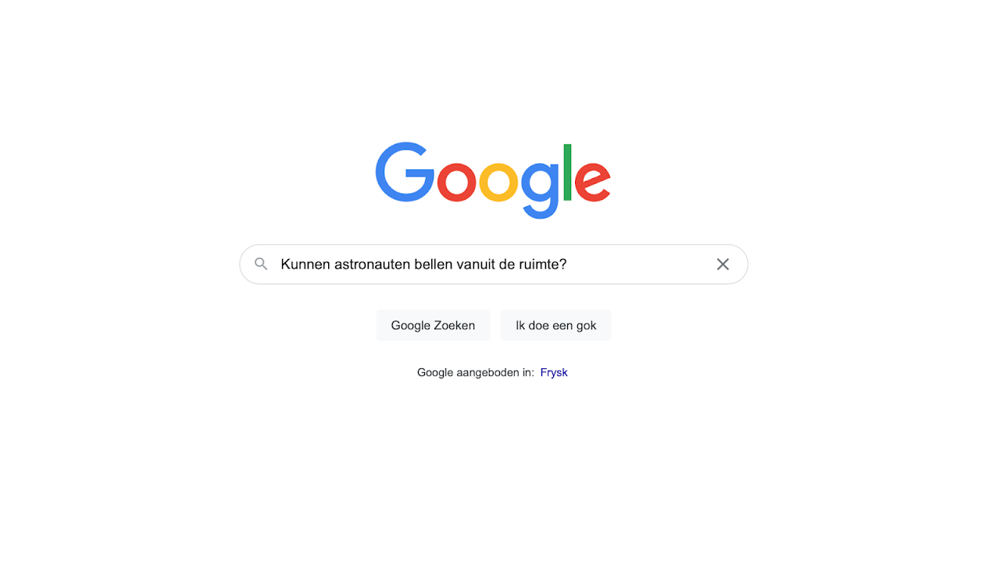 Google
Kunnen astronauten bellen vanuit de ruimte?
Google Zoeken Ik doe een gok
Google aangeboden in: Frysk